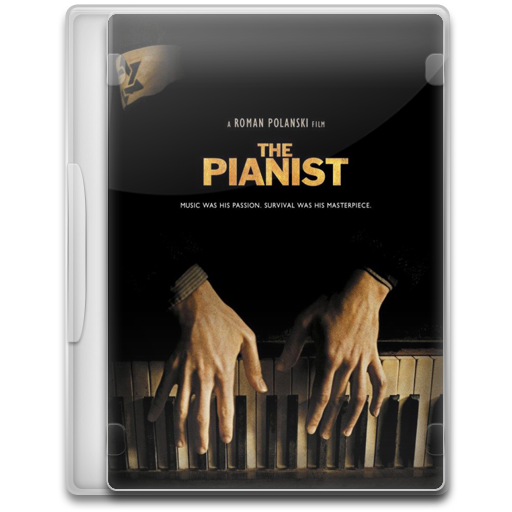 A ROMAN POLANSKI FILM
THE
PIANIST
MUSIC WAS HIS PASSION. SURVIVAL WAS HIS MASTERPIECE.